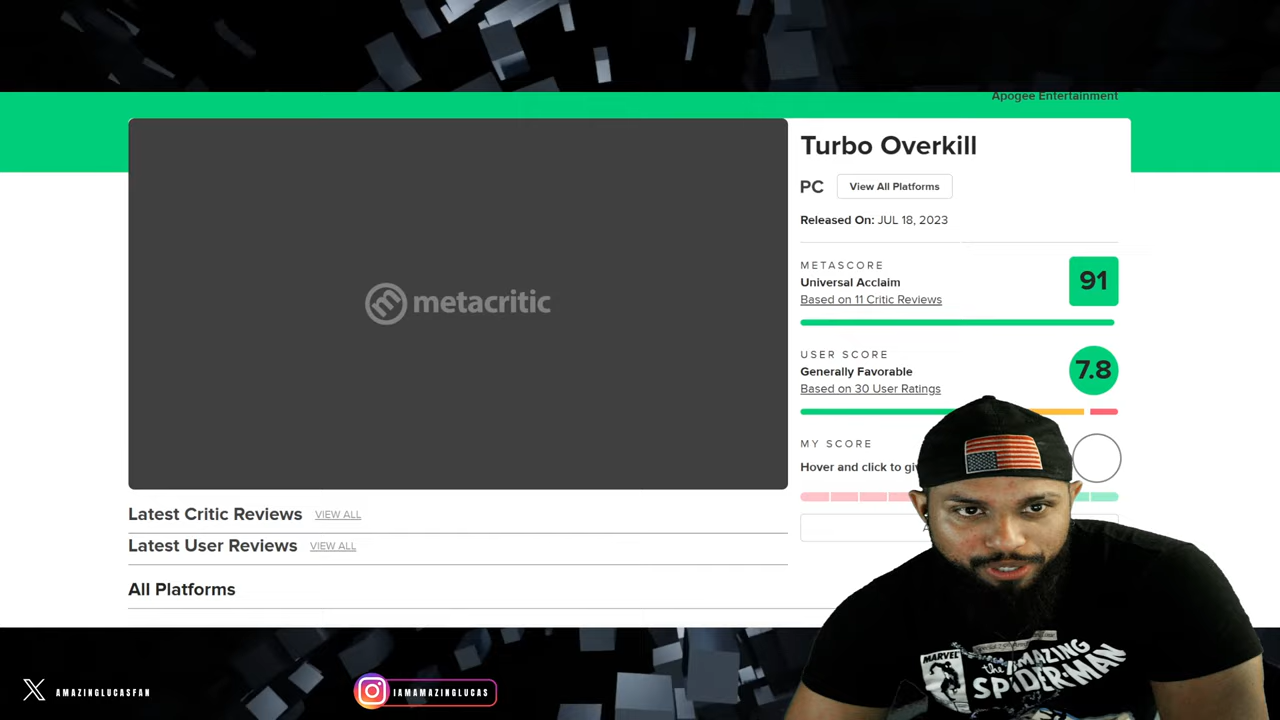 Apogee Entertainment
metacritic
Turbo Overkill
PC View All Platforms
Released On: JUL 18, 2023
METASCORE
Universal Acclaim
Based on 11 Critic Reviews
91
USER SCORE
Generally Favorable
Based on 30 User Ratings
7.8
MY SCORE
Hover and click to gi
Latest Critic Reviews VIEW ALL
Latest User Reviews VIEW ALL
All Platforms
MARVEL
the AMAZING
SPIDER-MAN
AMAZINGLUCASFAN
IAMAMAZINGLUCAS